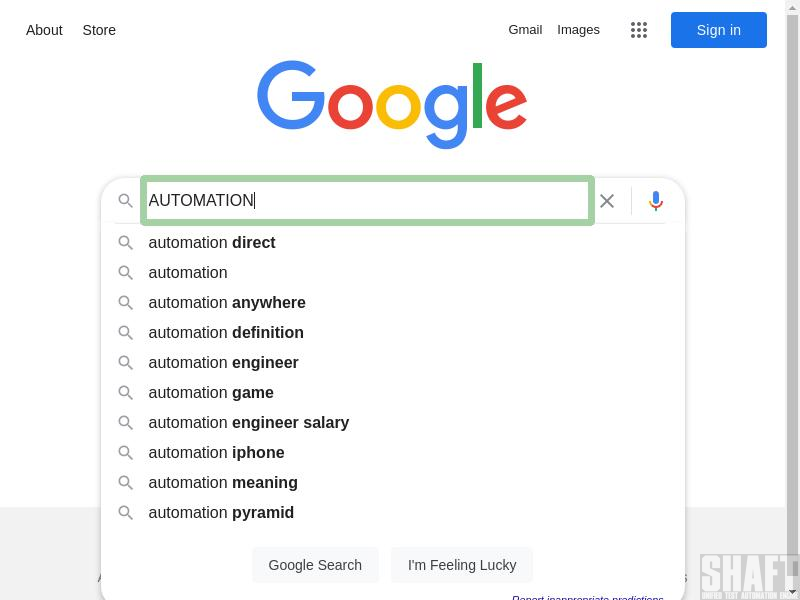 About Store Gmail Images Sign in
Google
AUTOMATION
automation direct
automation
automation anywhere
automation definition
automation engineer
automation game
automation engineer salary
automation iphone
automation meaning
automation pyramid
Google Search I'm Feeling Lucky
Report inappropriate predictions
SHAFT